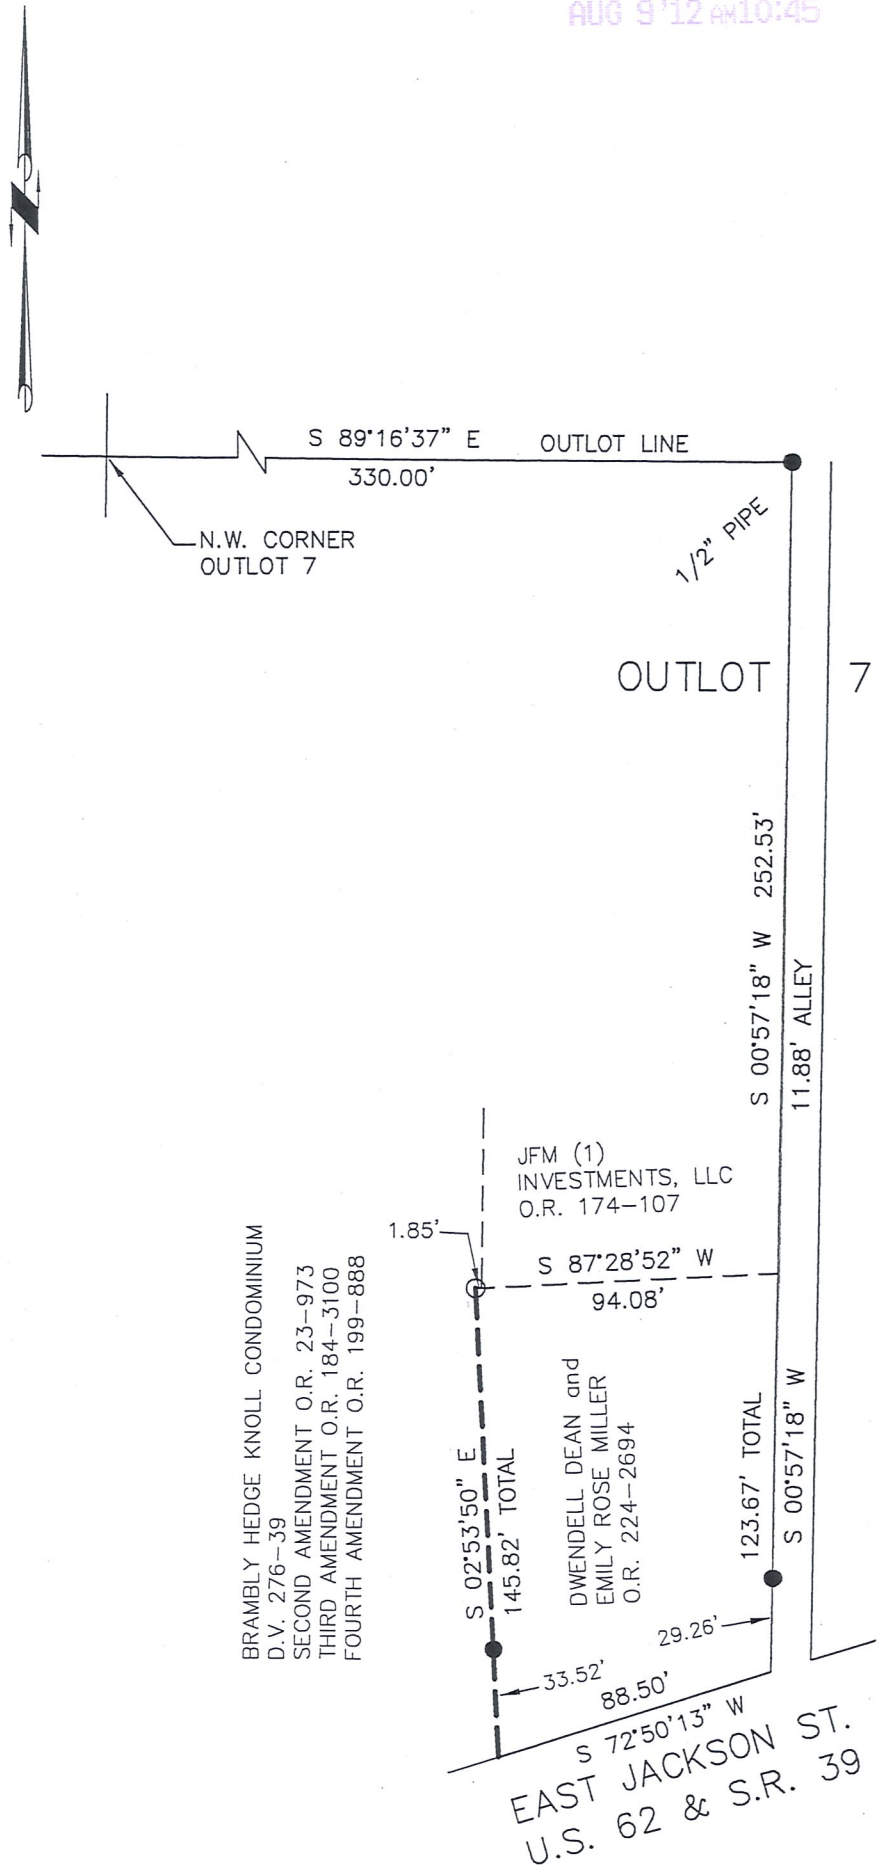 AUG 9'12 AM10:45
N
S 89°16'37" E
OUTLOT LINE
330.00'
N.W. CORNER
OUTLOT 7
1/2" PIPE
OUTLOT 7
S 00°57'18" W 252.53'
11.88' ALLEY
JFM (1)
INVESTMENTS, LLC
O.R. 174-107
1.85'
S 87°28'52" W
94.08'
BRAMBLY HEDGE KNOLL CONDOMINIUM
D.V. 276-39
SECOND AMENDMENT O.R. 23-973
THIRD AMENDMENT O.R. 184-3100
FOURTH AMENDMENT O.R. 199-888
S 02°53'50" E
145.82' TOTAL
DWENDELL DEAN and
EMILY ROSE MILLER
O.R. 224-2694
123.67' TOTAL
S 00°57'18" W
29.26'
33.52'
88.50'
S 72°50'13" W
EAST JACKSON ST.
U.S. 62 & S.R. 39